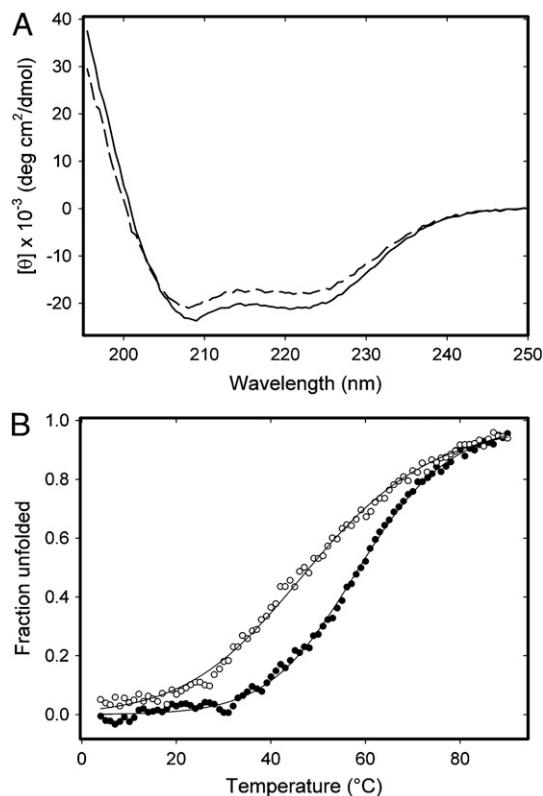 A
[θ] x 10⁻³ (deg cm²/dmol)
40
30
20
10
0
-10
-20
200 210 220 230 240 250
Wavelength (nm)
B
Fraction unfolded
1.0
0.8
0.6
0.4
0.2
0.0
0 20 40 60 80
Temperature (°C)